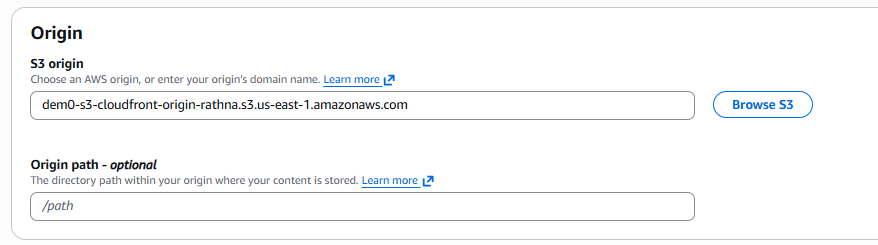 Origin
S3 origin
Choose an AWS origin, or enter your origin's domain name. Learn more
dem0-s3-cloudfront-origin-rathna.s3.us-east-1.amazonaws.com
Browse S3
Origin path - optional
The directory path within your origin where your content is stored. Learn more
/path